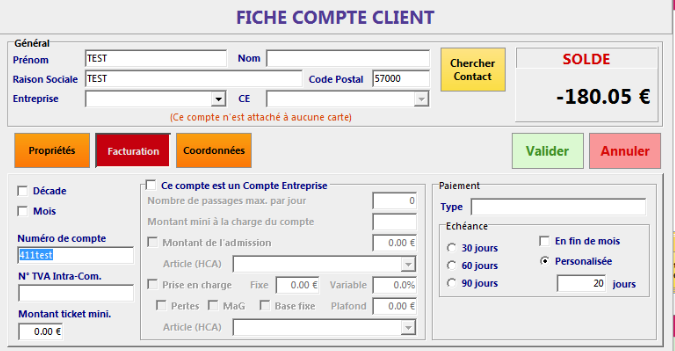 FICHE COMPTE CLIENT
Général
Prénom TEST Nom
Chercher Contact
SOLDE
Raison Sociale TEST Code Postal 57000
-180.05 €
Entreprise CE
(Ce compte n'est attaché à aucune carte)
Propriétés Facturation Coordonnées Valider Annuler
Décade
Mois
Numéro de compte
411test
N° TVA Intra-Com.
Montant ticket mini.
0.00 €
Ce compte est un Compte Entreprise
Nombre de passages max. par jour 0
Montant mini à la charge du compte
Montant de l'admission 0.00 €
Article (HCA)
Prise en charge Fixe 0.00 € Variable 0.0%
Pertes MaG Base fixe Plafond 0.00 €
Article (HCA)
Paiement
Type
Echéance
30 jours En fin de mois
60 jours Personalisée
90 jours 20 jours